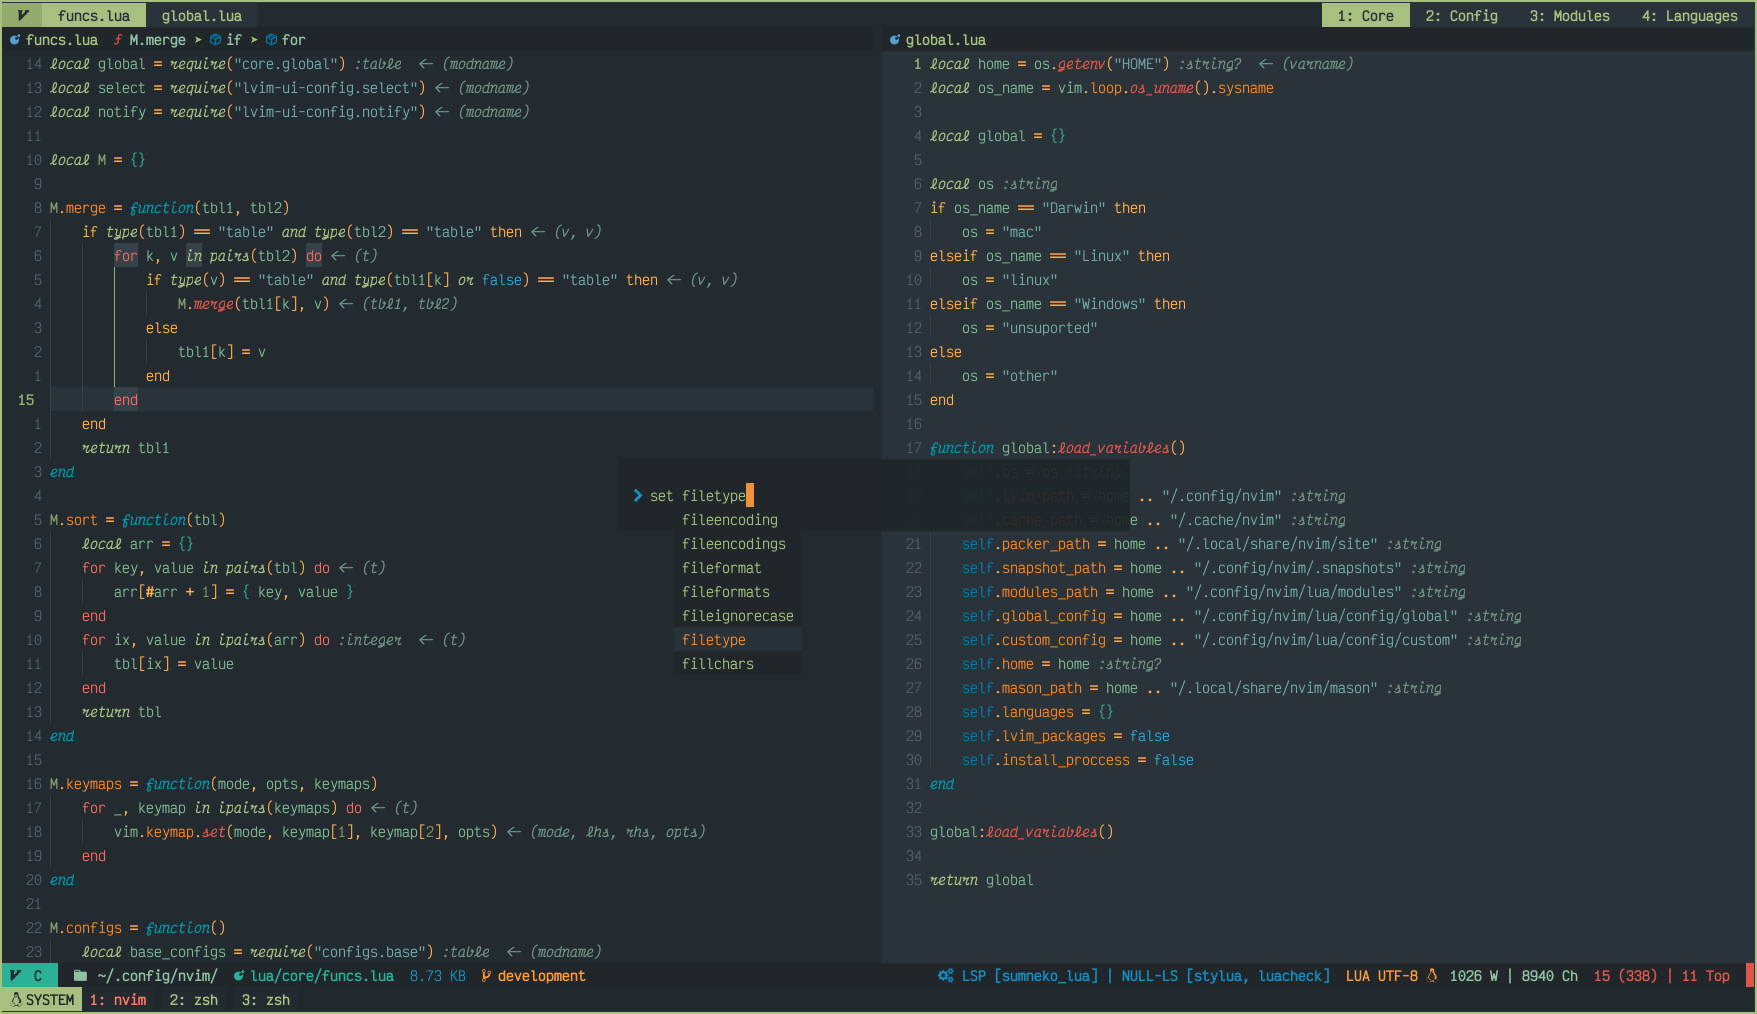 funcs.lua global.lua 1: Core 2: Config 3: Modules 4: Languages
funcs.lua ƒ M.merge ➤ if ➤ for
14 local global = require("core.global") :table <- (modname)
13 local select = require("lvim-ui-config.select") <- (modname)
12 local notify = require("lvim-ui-config.notify") <- (modname)
11
10 local M = {}
9
8 M.merge = function(tbl1, tbl2)
7 if type(tbl1) == "table" and type(tbl2) == "table" then <- (v, v)
6 for k, v in pairs(tbl2) do <- (t)
5 if type(v) == "table" and type(tbl1[k] or false) == "table" then <- (v, v)
4 M.merge(tbl1[k], v) <- (tbl1, tbl2)
3 else
2 tbl1[k] = v
1 end
15 end
1 end
2 return tbl1
3 end
4
5 M.sort = function(tbl)
6 local arr = {}
7 for key, value in pairs(tbl) do <- (t)
8 arr[#arr + 1] = { key, value }
9 end
10 for ix, value in ipairs(arr) do :integer <- (t)
11 tbl[ix] = value
12 end
13 return tbl
14 end
15
16 M.keymaps = function(mode, opts, keymaps)
17 for _, keymap in ipairs(keymaps) do <- (t)
18 vim.keymap.set(mode, keymap[1], keymap[2], opts) <- (mode, lhs, rhs, opts)
19 end
20 end
21
22 M.configs = function()
23 local base_configs = require("configs.base") :table <- (modname)
set filetype
fileencoding
fileencodings
fileformat
fileformats
fileignorecase
filetype
fillchars
global.lua
1 local home = os.getenv("HOME") :string? <- (varname)
2 local os_name = vim.loop.os_uname().sysname
3
4 local global = {}
5
6 local os :string
7 if os_name == "Darwin" then
8 os = "mac"
9 elseif os_name == "Linux" then
10 os = "linux"
11 elseif os_name == "Windows" then
12 os = "unsuported"
13 else
14 os = "other"
15 end
16
17 function global:load_variables()
.os = os :string
.lvim_path = home .. "/.config/nvim" :string
.cache_path = home .. "/.cache/nvim" :string
21 self.packer_path = home .. "/.local/share/nvim/site" :string
22 self.snapshot_path = home .. "/.config/nvim/.snapshots" :string
23 self.modules_path = home .. "/.config/nvim/lua/modules" :string
24 self.global_config = home .. "/.config/nvim/lua/config/global" :string
25 self.custom_config = home .. "/.config/nvim/lua/config/custom" :string
26 self.home = home :string?
27 self.mason_path = home .. "/.local/share/nvim/mason" :string
28 self.languages = {}
29 self.lvim_packages = false
30 self.install_proccess = false
31 end
32
33 global:load_variables()
34
35 return global
C ~/.config/nvim/ lua/core/funcs.lua 8.73 KB development LSP [sumneko_lua] | NULL-LS [stylua, luacheck] LUA UTF-8 1026 W | 8940 Ch 15 (338) | 11 Top
SYSTEM 1: nvim 2: zsh 3: zsh